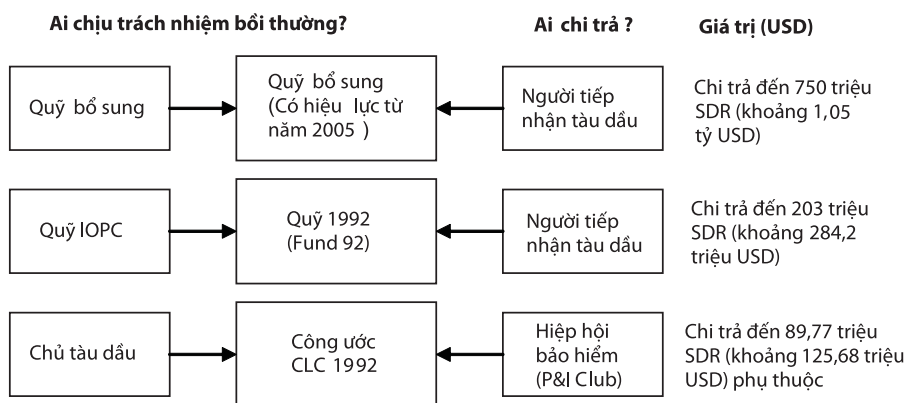 Ai chịu trách nhiệm bồi thường?
Ai chi trả ?
Giá trị (USD)
Quỹ bổ sung
Quỹ bổ sung
(Có hiệu lực từ
năm 2005 )
Người tiếp
nhận tàu dầu
Chi trả đến 750 triệu
SDR (khoảng 1,05
tỷ USD)
Quỹ IOPC
Quỹ 1992
(Fund 92)
Người tiếp
nhận tàu dầu
Chi trả đến 203 triệu
SDR (khoảng 284,2
triệu USD)
Chủ tàu dầu
Công ước
CLC 1992
Hiệp hội
bảo hiểm
(P&I Club)
Chi trả đến 89,77 triệu
SDR (khoảng 125,68 triệu
USD) phụ thuộc